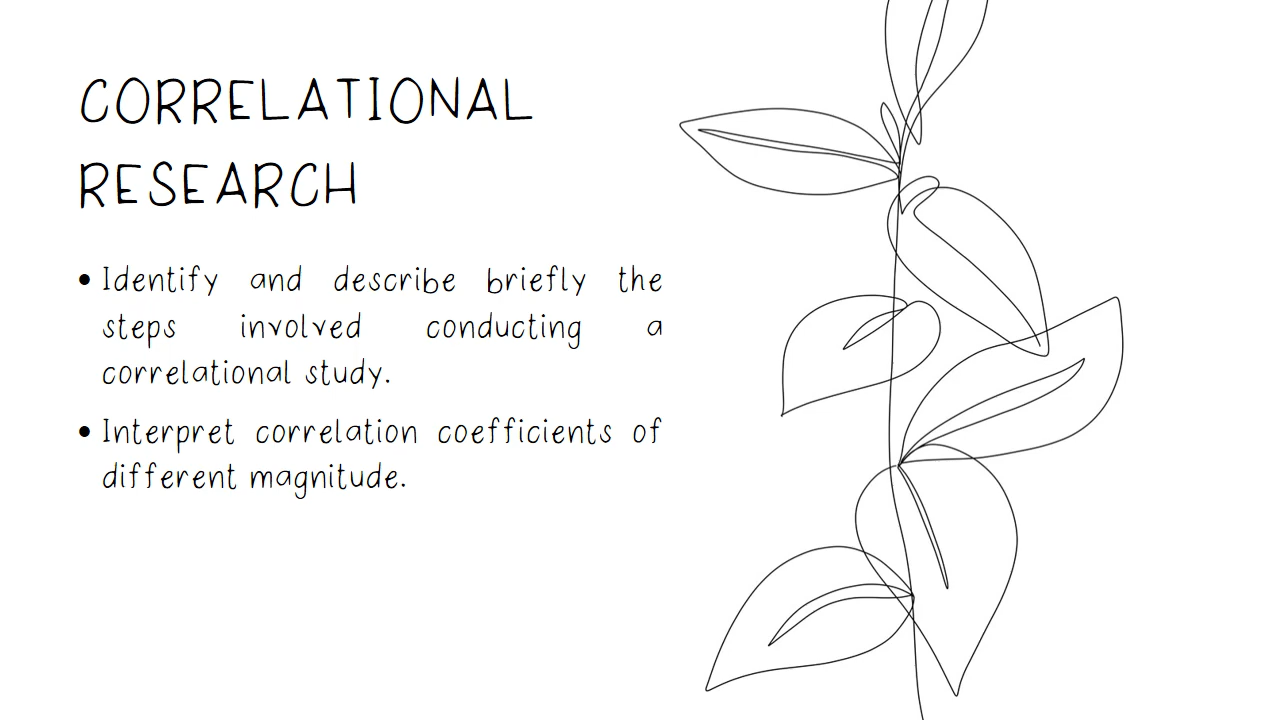 CORRELATIONAL
RESEARCH
• Identify and describe briefly the
steps involved conducting a
correlational study.
• Interpret correlation coefficients of
different magnitude.